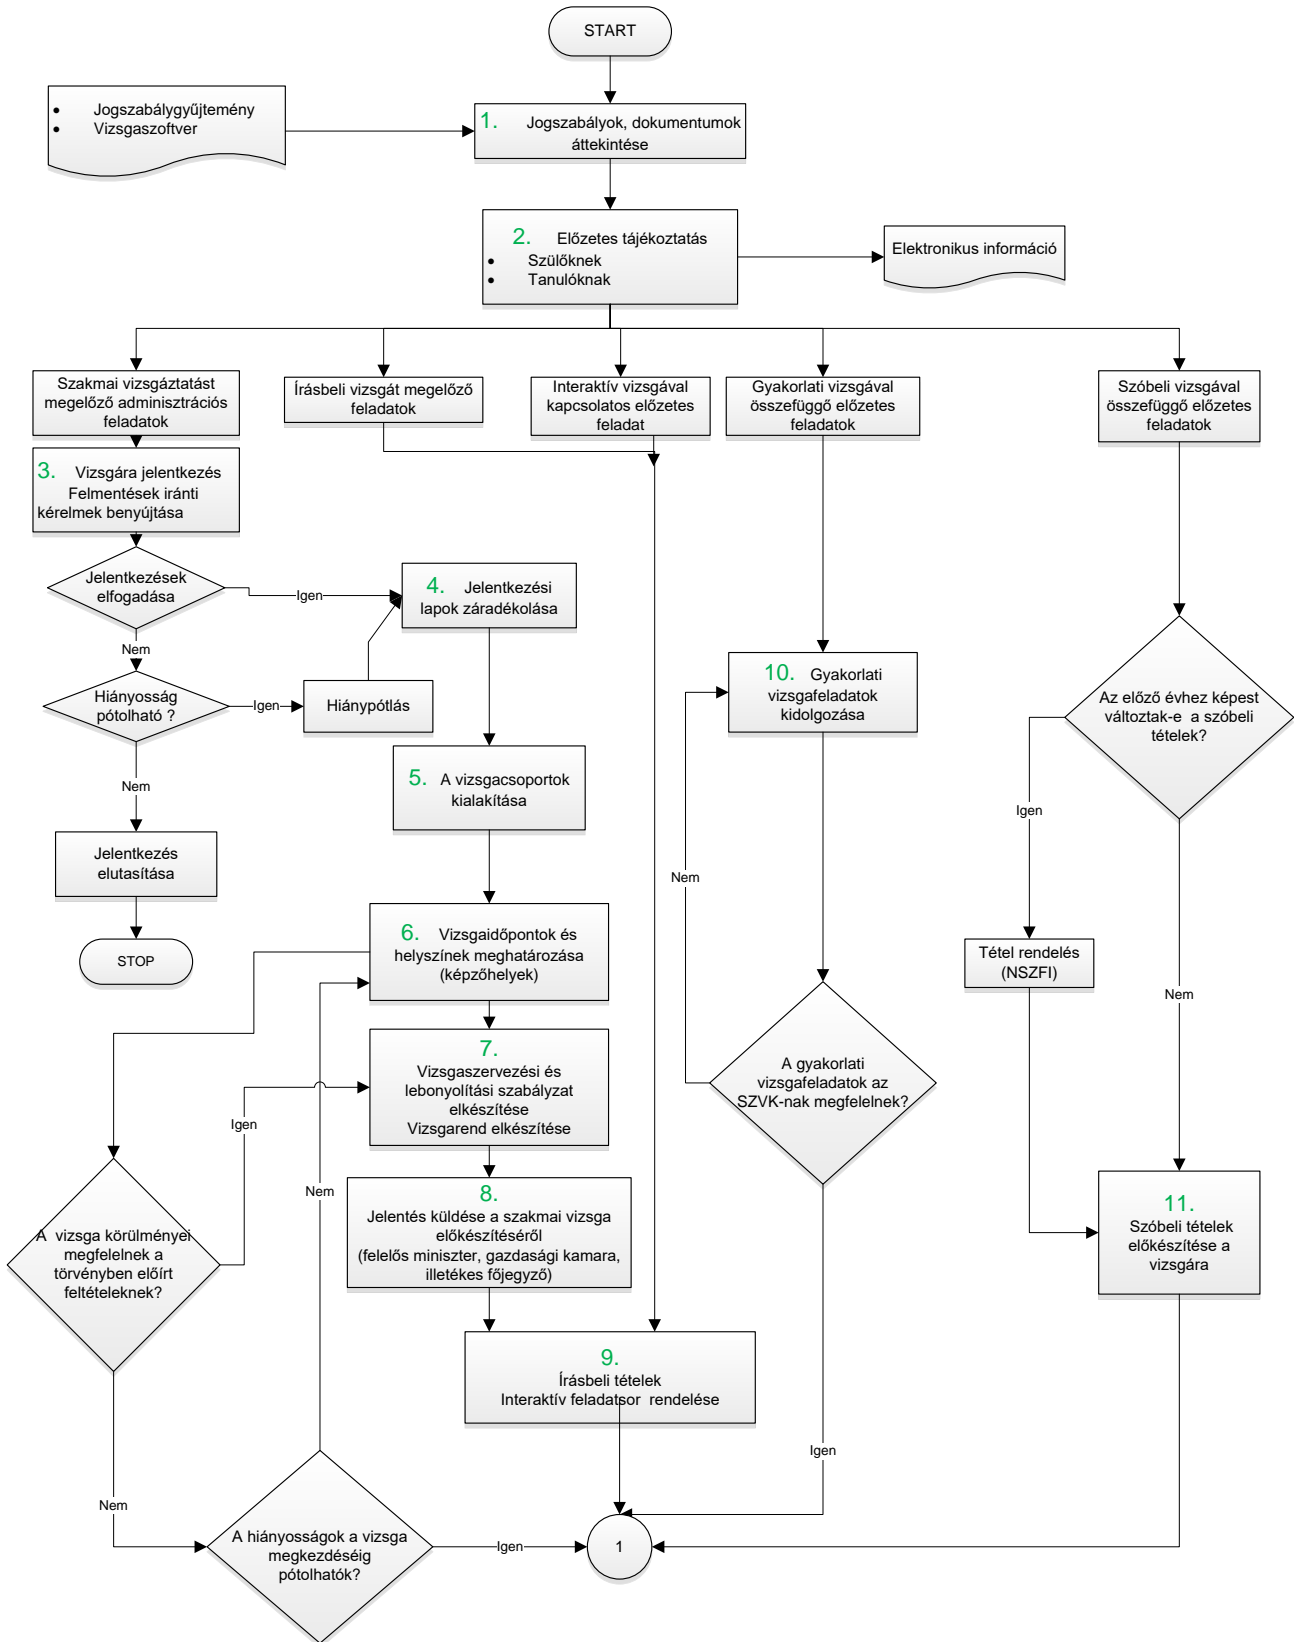 START
• Jogszabálygyűjtemény
• Vizsgaszoftver
1. Jogszabályok, dokumentumok
áttekintése
2. Előzetes tájékoztatás
• Szülőknek
• Tanulóknak
Elektronikus információ
Szakmai vizsgáztatást
megelőző adminisztrációs
feladatok
Írásbeli vizsgát megelőző
feladatok
Interaktív vizsgával
kapcsolatos előzetes
feladat
Gyakorlati vizsgával
összefüggő előzetes
feladatok
Szóbeli vizsgával
összefüggő előzetes
feladatok
3. Vizsgára jelentkezés
Felmentések iránti
kérelmek benyújtása
Jelentkezések
elfogadása
Igen
4. Jelentkezési
lapok záradékolása
Nem
Hiányosság
pótolható ?
Igen
Hiánypótlás
Nem
Jelentkezés
elutasítása
STOP
5. A vizsgacsoportok
kialakítása
6. Vizsgaidőpontok és
helyszínek meghatározása
(képzőhelyek)
7.
Vizsgaszervezési és
lebonyolítási szabályzat
elkészítése
Vizsgarend elkészítése
Igen
Nem
A vizsga körülményei
megfelelnek a
törvényben előírt
feltételeknek?
8.
Jelentés küldése a szakmai vizsga
előkészítéséről
(felelős miniszter, gazdasági kamara,
illetékes főjegyző)
9.
Írásbeli tételek
Interaktív feladatsor rendelése
Nem
A hiányosságok a vizsga
megkezdéséig
pótolhatók?
Igen
1
10. Gyakorlati
vizsgafeladatok
kidolgozása
Nem
A gyakorlati
vizsgafeladatok az
SZVK-nak megfelelnek?
Igen
Az előző évhez képest
változtak-e a szóbeli
tételek?
Igen
Tétel rendelés
(NSZFI)
Nem
11.
Szóbeli tételek
előkészítése a
vizsgára